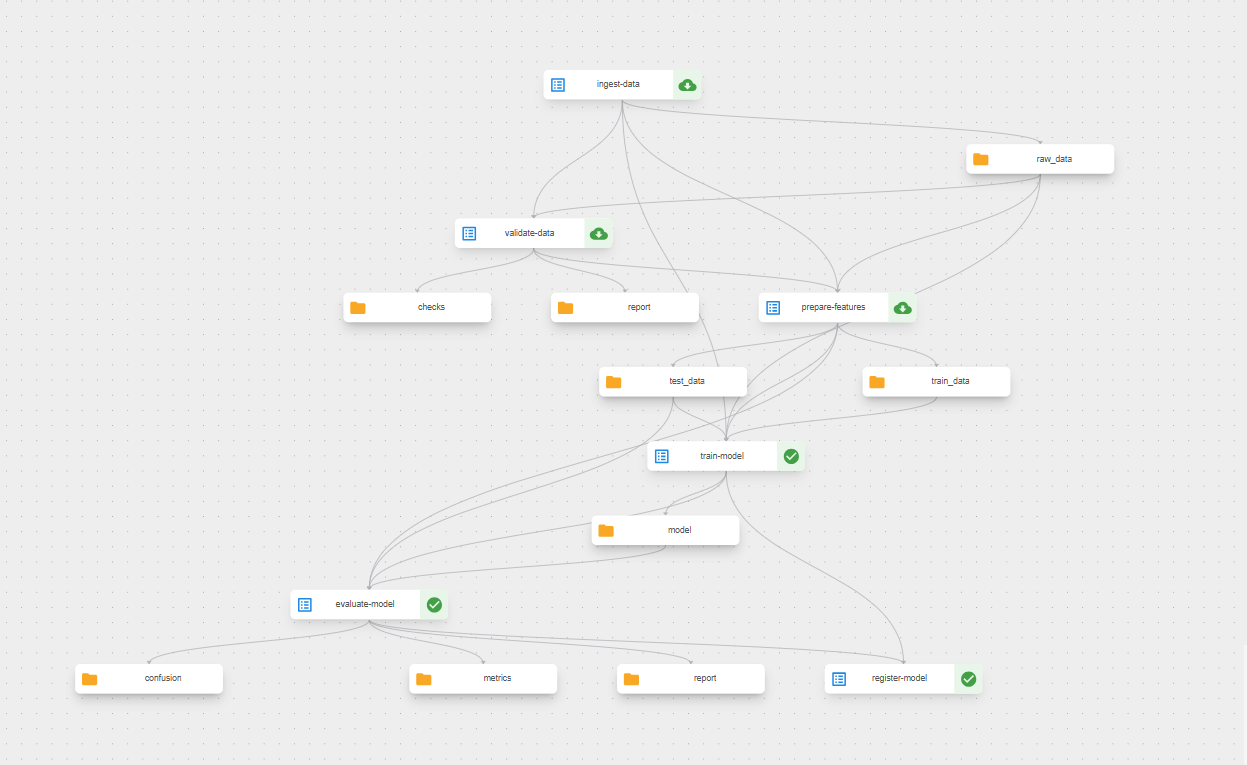 ingest-data
raw_data
validate-data
checks
report
prepare-features
test_data
train_data
train-model
model
evaluate-model
confusion
metrics
report
register-model